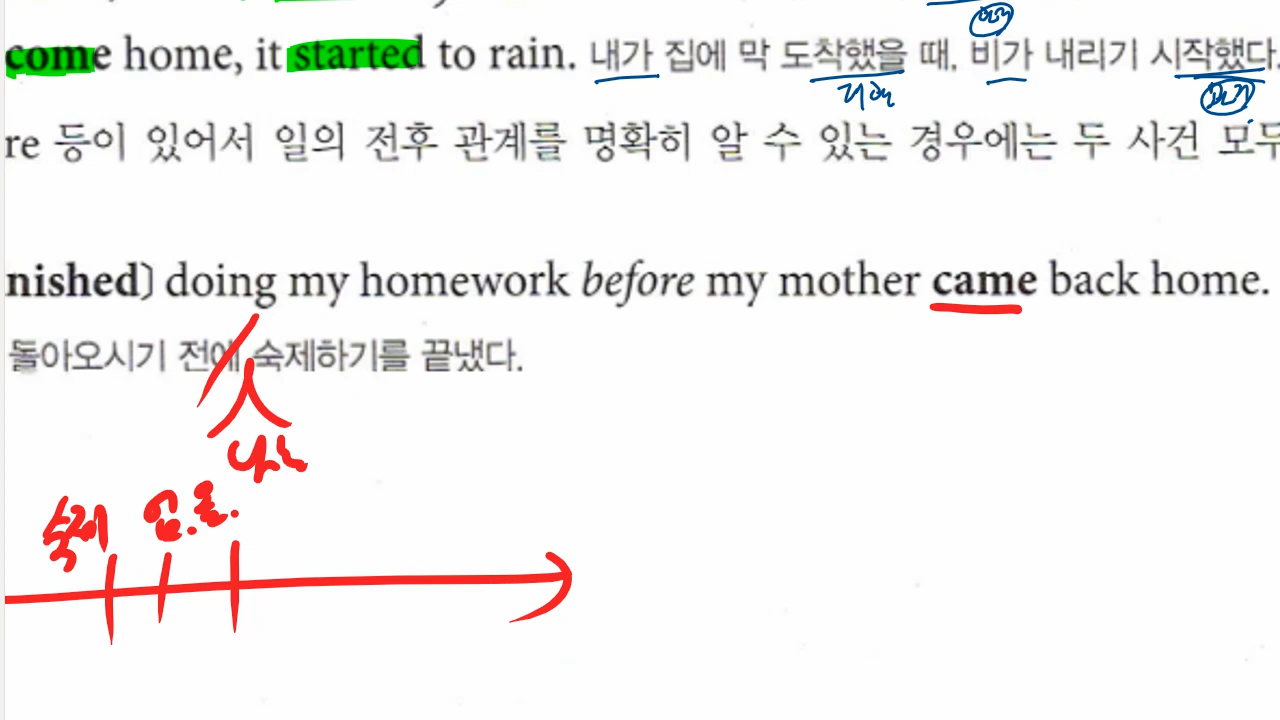 come home, it started to rain. 내가 집에 막 도착했을 때, 비가 내리기 시작했다.
re 등이 있어서 일의 전후 관계를 명확히 알 수 있는 경우에는 두 사건 모두
nished] doing my homework before my mother came back home.
돌아오시기 전에 숙제하기를 끝냈다.
숙제